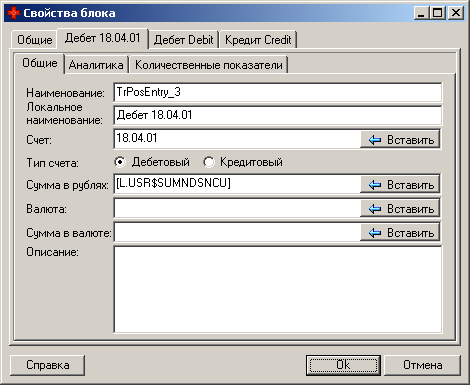 Свойства блока
Общие Дебет 18.04.01 Дебет Debit Кредит Credit
Общие Аналитика Количественные показатели
Наименование: TrPosEntry_3
Локальное наименование: Дебет 18.04.01
Счет: 18.04.01 Вставить
Тип счета: Дебетовый Кредитовый
Сумма в рублях: [L.USR$SUMNDSNCU] Вставить
Валюта: Вставить
Сумма в валюте: Вставить
Описание:
Справка Ok Отмена